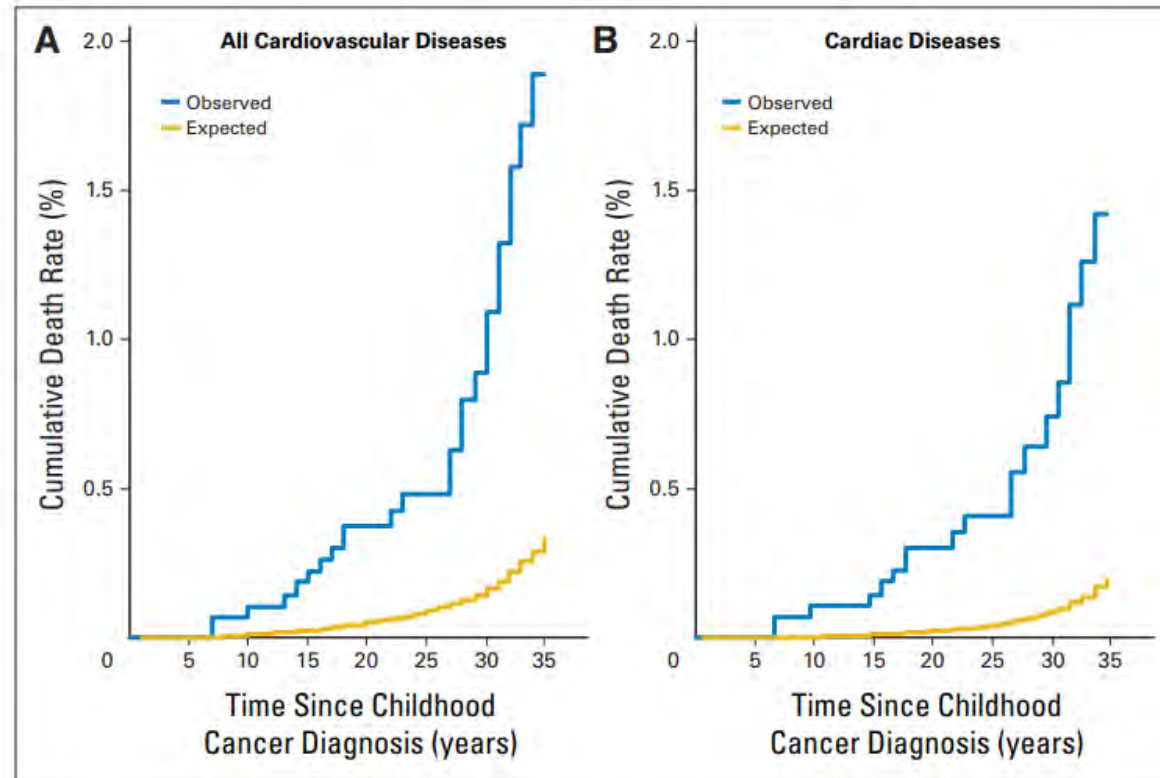 A
All Cardiovascular Diseases
Observed
Expected
Cumulative Death Rate (%)
2.0
1.5
1.0
0.5
0
5
10
15
20
25
30
35
Time Since Childhood
Cancer Diagnosis (years)
B
Cardiac Diseases
Observed
Expected
Cumulative Death Rate (%)
2.0
1.5
1.0
0.5
0
5
10
15
20
25
30
35
Time Since Childhood
Cancer Diagnosis (years)